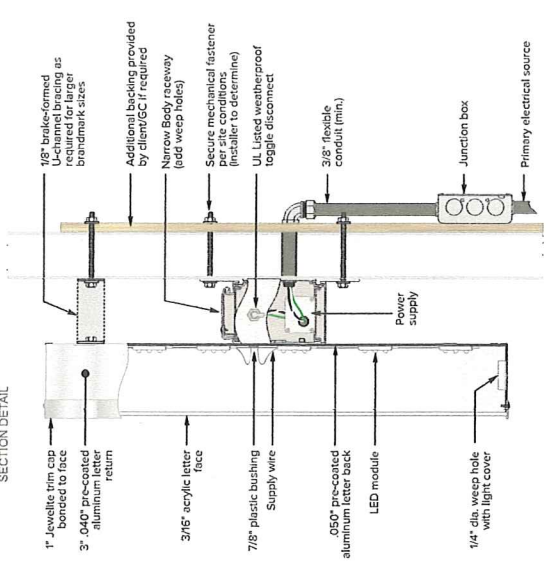 SECTION DETAIL
1" Jewelite trim cap
bonded to face
3" .040" pre-coated
aluminum letter
return
3/16" acrylic letter
face
7/8" plastic bushing
Supply wire
.050" pre-coated
aluminum letter back
LED module
1/4" dia. weep hole
with light cover
1/8" brake-formed
U-channel bracing as
required for larger
brandmark sizes
Additional backing provided
by client/GC if required
Narrow Body raceway
(add weep holes)
Secure mechanical fastener
per site conditions
(installer to determine)
UL Listed weatherproof
toggle disconnect
3/8" flexible
conduit (min.)
Junction box
Primary electrical source
Power
supply